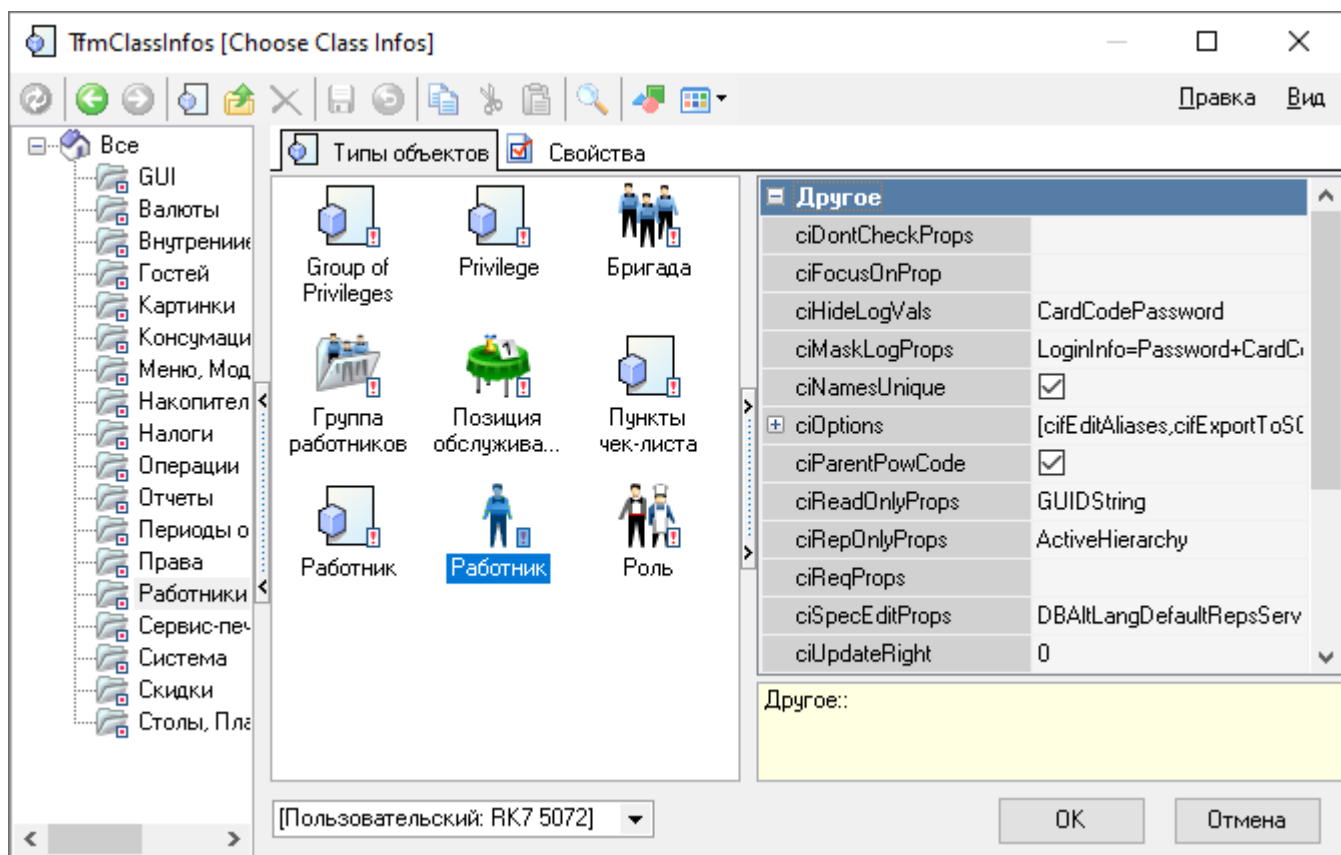 TfmClassInfos [Choose Class Infos]
Правка Вид
Все
GUI
Валюты
Внутренние
Гостей
Картинки
Консумаци
Меню, Мод
Накопител
Налоги
Операции
Отчеты
Периоды о
Права
Работники
Сервис-печ
Система
Скидки
Столы, Пла
Типы объектов Свойства
Group of
Privileges
Privilege
Бригада
Группа
работников
Позиция
обслужива...
Пункты
чек-листа
Работник
Работник
Роль
Другое
ciDontCheckProps
ciFocusOnProp
ciHideLogVals CardCodePassword
ciMaskLogProps LoginInfo=Password+CardC
ciNamesUnique
ciOptions [cifEditAliases,cifExportToS
ciParentPowCode
ciReadOnlyProps GUIDString
ciRepOnlyProps ActiveHierarchy
ciReqProps
ciSpecEditProps DBAltLangDefaultRepsServ
ciUpdateRight 0
Другое::
[Пользовательский: RK7 5072]
OK Отмена